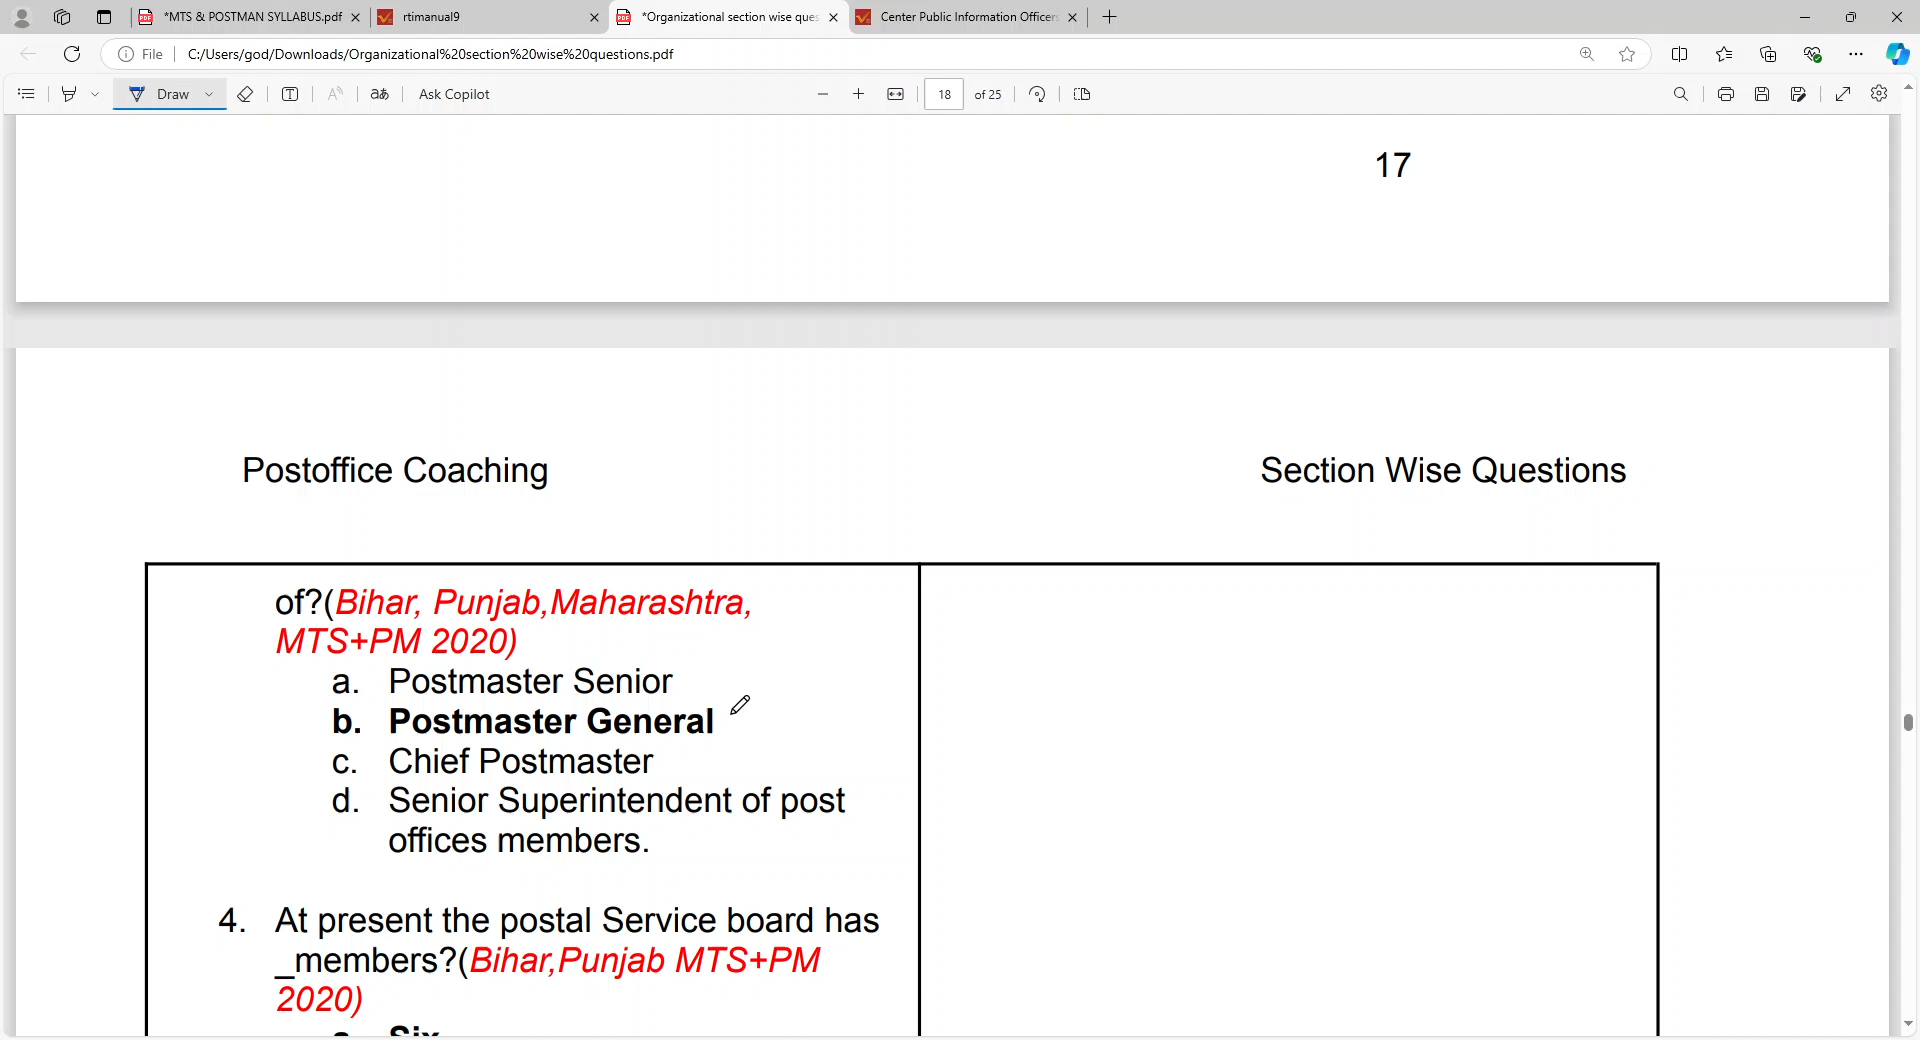 *MTS & POSTMAN SYLLABUS.pdf
rtimanual9
*Organizational section wise ques
Center Public Information Officers
File
C:/Users/god/Downloads/Organizational%20section%20wise%20questions.pdf
Draw
Ask Copilot
18 of 25
17
Postoffice Coaching
Section Wise Questions
of?(Bihar, Punjab,Maharashtra,
MTS+PM 2020)
a. Postmaster Senior
b. Postmaster General
c. Chief Postmaster
d. Senior Superintendent of post
offices members.
4. At present the postal Service board has
_members?(Bihar,Punjab MTS+PM
2020)
a. Six